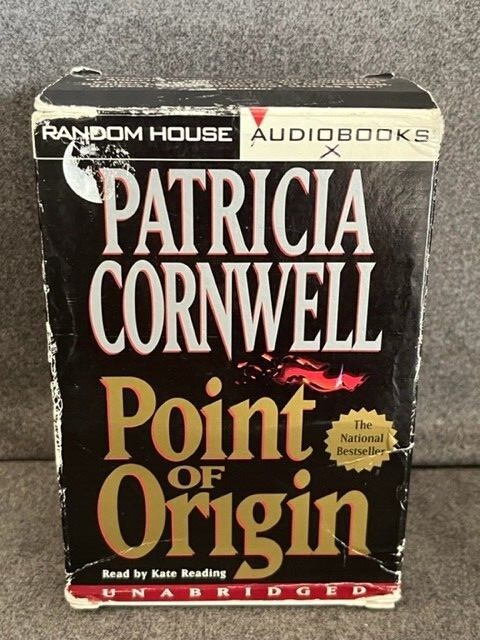 RANDOM HOUSE AUDIOBOOKS
X
PATRICIA
CORNWELL
Point
OF
Origin
The
National
Bestseller
Read by Kate Reading
UNABRIDGED